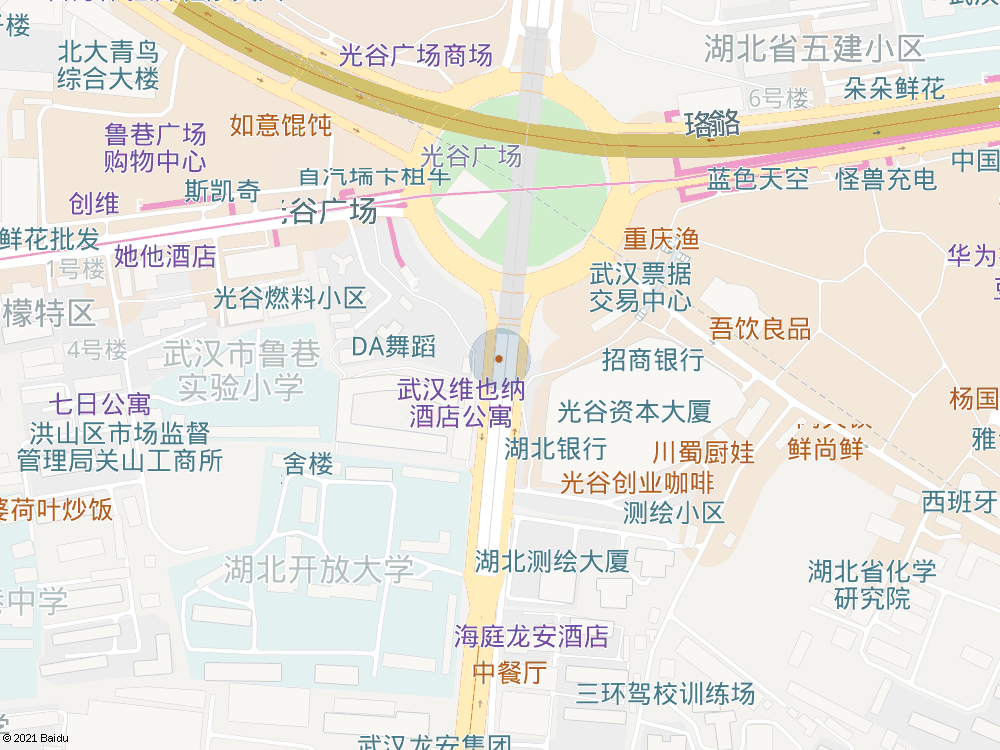 北大青鸟
综合大楼
光谷广场商场
湖北省五建小区
6号楼
朵朵鲜花
鲁巷广场
购物中心
如意馄饨
光谷广场
中国
创维
斯凯奇
自汽瑞卡租车
蓝色天空
怪兽充电
谷广场
鲜花批发
1号楼
她他酒店
重庆渔
武汉票据
交易中心
华为
檬特区
光谷燃料小区
吾饮良品
4号楼
武汉市鲁巷
实验小学
DA舞蹈
招商银行
七日公寓
武汉维也纳
酒店公寓
光谷资本大厦
杨国
洪山区市场监督
管理局关山工商所
舍楼
湖北银行
川蜀厨娃
鲜尚鲜
雅
光谷创业咖啡
荷叶炒饭
测绘小区
西班牙
湖北开放大学
湖北测绘大厦
湖北省化学
研究院
中学
海庭龙安酒店
中餐厅
三环驾校训练场
学
武汉龙安集团
© 2021 Baidu